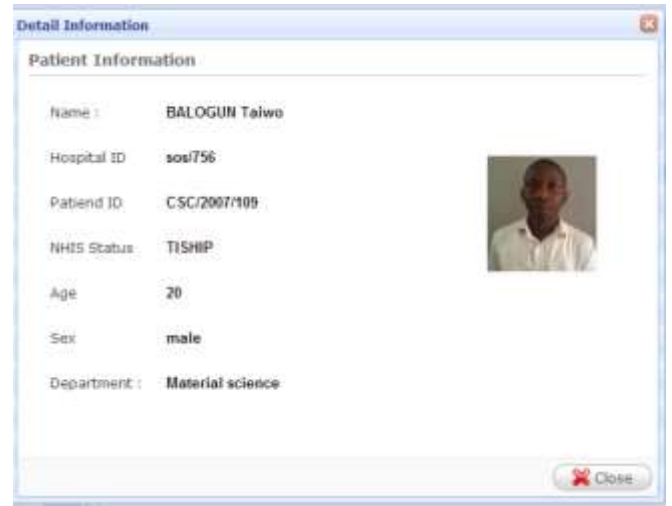 Detail Information
Patient Information
Name : BALOGUN Taiwo
Hospital ID sos/756
Patiend ID CSC/2007/109
NHIS Status TISHIP
Age 20
Sex male
Department : Material science
Close